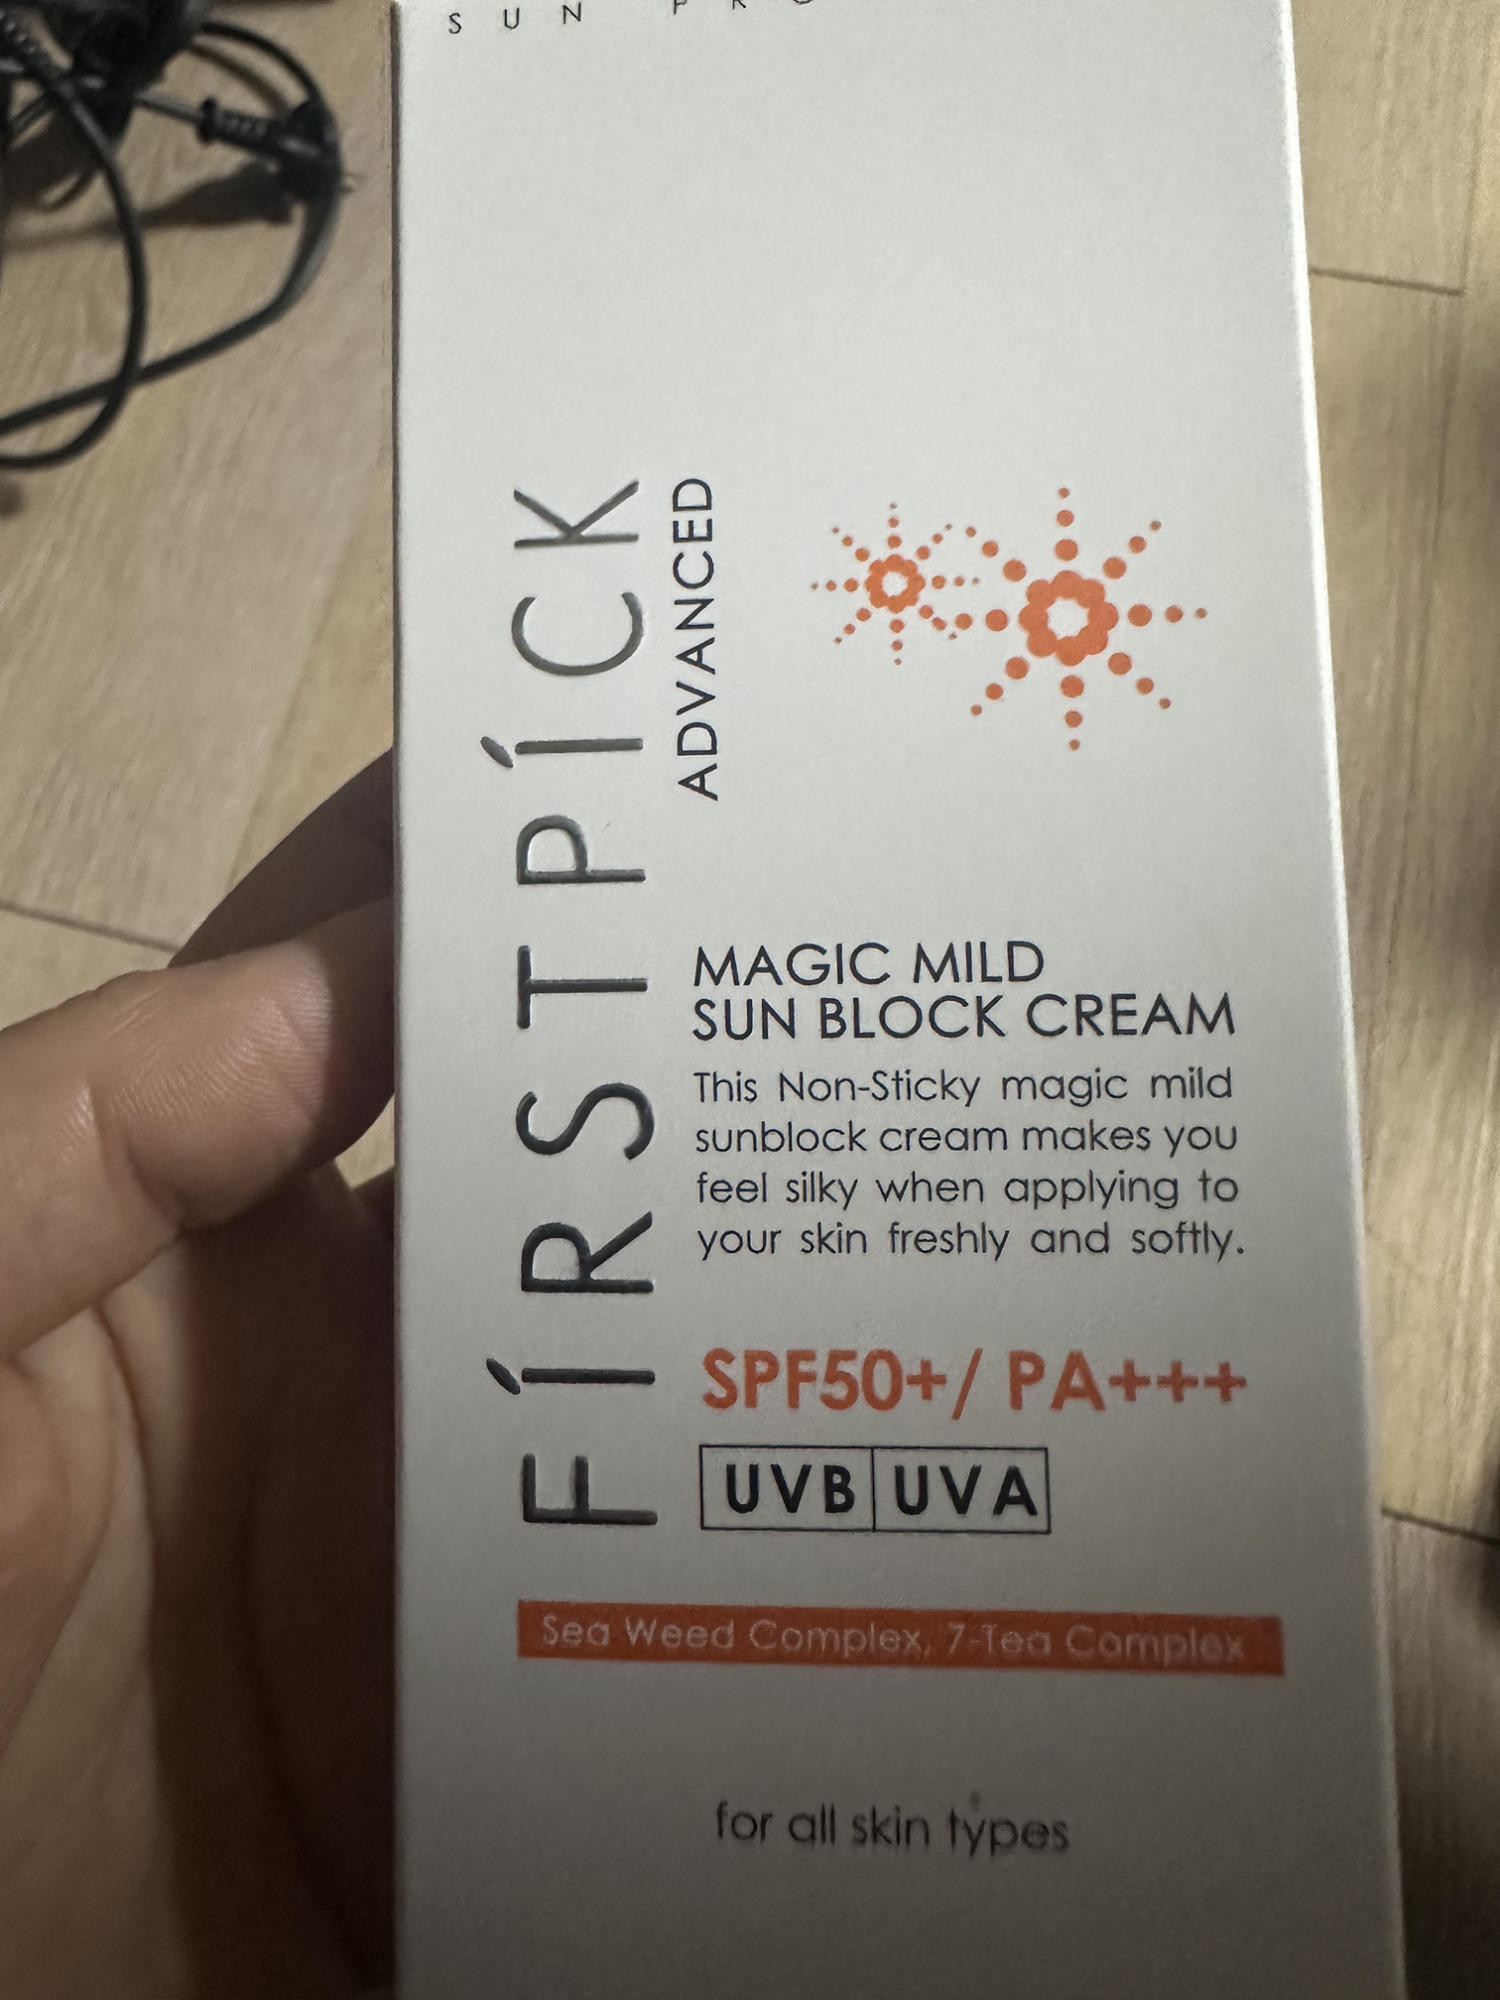 SUN
FÍRSTPÍCK
ADVANCED
MAGIC MILD
SUN BLOCK CREAM
This Non-Sticky magic mild
sunblock cream makes you
feel silky when applying to
your skin freshly and softly.
SPF50+/ PA+++
UVB UVA
Sea Weed Complex, 7-Tea Complex
for all skin types